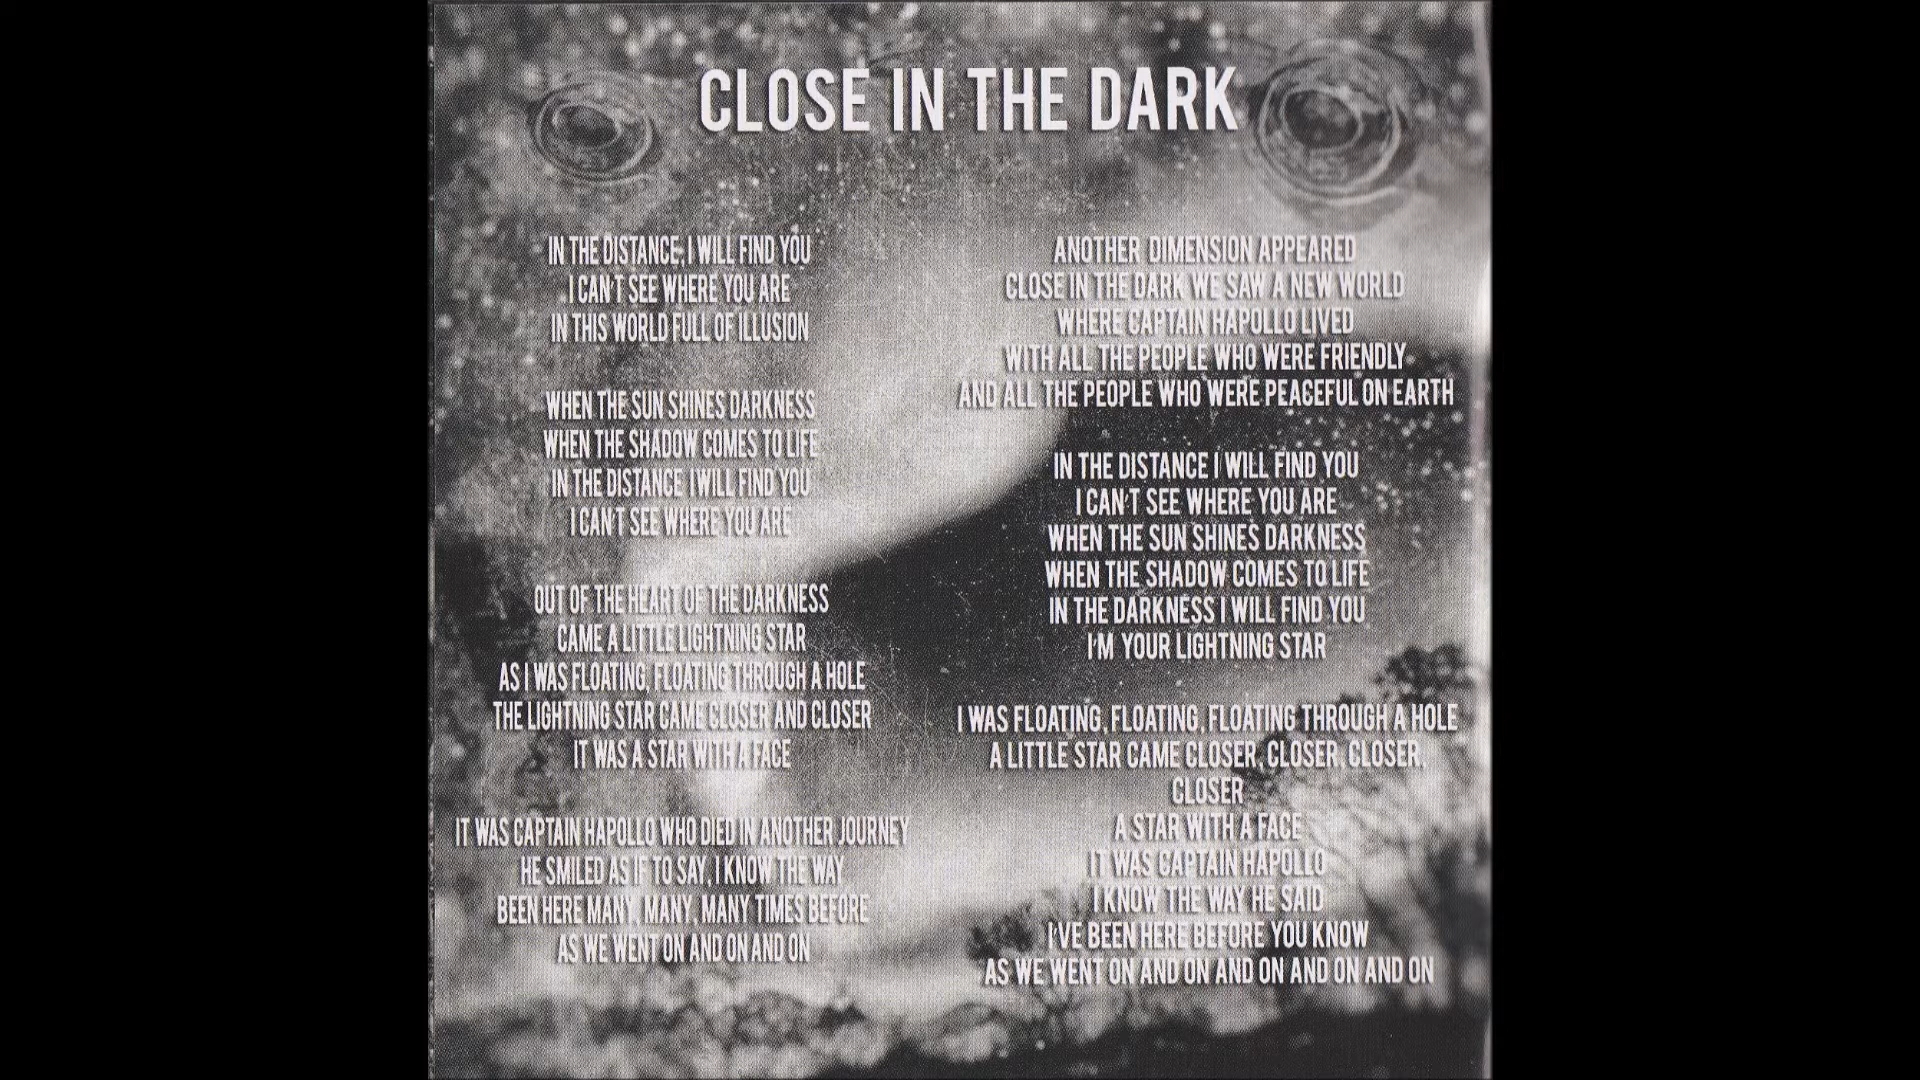 CLOSE IN THE DARK
IN THE DISTANCE, I WILL FIND YOU
I CAN'T SEE WHERE YOU ARE
IN THIS WORLD FULL OF ILLUSION
WHEN THE SUN SHINES DARKNESS
WHEN THE SHADOW COMES TO LIFE
IN THE DISTANCE I WILL FIND YOU
I CAN'T SEE WHERE YOU ARE
OUT OF THE HEART OF THE DARKNESS
CAME A LITTLE LIGHTNING STAR
AS I WAS FLOATING, FLOATING THROUGH A HOLE
THE LIGHTNING STAR CAME CLOSER AND CLOSER
IT WAS A STAR WITH A FACE
IT WAS CAPTAIN HAPOLLO WHO DIED IN ANOTHER JOURNEY
HE SMILED AS IF TO SAY, I KNOW THE WAY
BEEN HERE MANY, MANY, MANY TIMES BEFORE
AS WE WENT ON AND ON AND ON
ANOTHER DIMENSION APPEARED
CLOSE IN THE DARK WE SAW A NEW WORLD
WHERE CAPTAIN HAPOLLO LIVED
WITH ALL THE PEOPLE WHO WERE FRIENDLY
AND ALL THE PEOPLE WHO WERE PEACEFUL ON EARTH
IN THE DISTANCE I WILL FIND YOU
I CAN'T SEE WHERE YOU ARE
WHEN THE SUN SHINES DARKNESS
WHEN THE SHADOW COMES TO LIFE
IN THE DARKNESS I WILL FIND YOU
I'M YOUR LIGHTNING STAR
I WAS FLOATING, FLOATING, FLOATING THROUGH A HOLE
A LITTLE STAR CAME CLOSER, CLOSER, CLOSER,
CLOSER
A STAR WITH A FACE
IT WAS CAPTAIN HAPOLLO
I KNOW THE WAY HE SAID
I'VE BEEN HERE BEFORE YOU KNOW
AS WE WENT ON AND ON AND ON AND ON AND ON